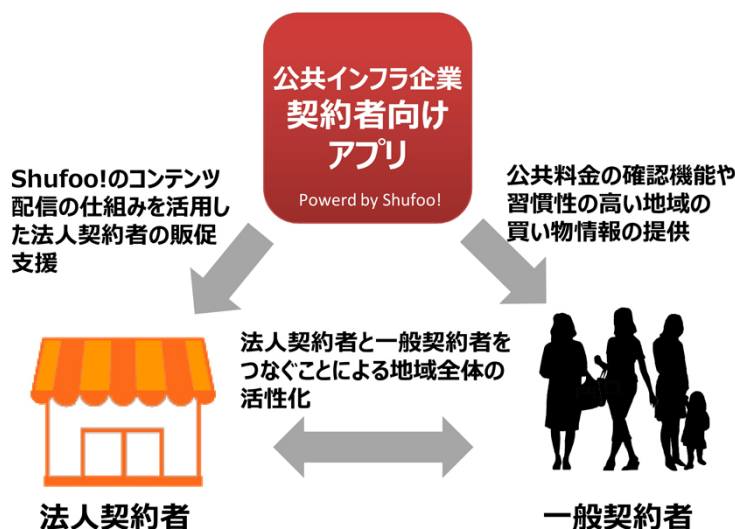 公共インフラ企業
契約者向け
アプリ
Powerd by Shufoo!
Shufoo!のコンテンツ
配信の仕組みを活用し
た法人契約者の販促
支援
公共料金の確認機能や
習慣性の高い地域の
買い物情報の提供
法人契約者と一般契約者を
つなぐことによる地域全体の
活性化
法人契約者
一般契約者